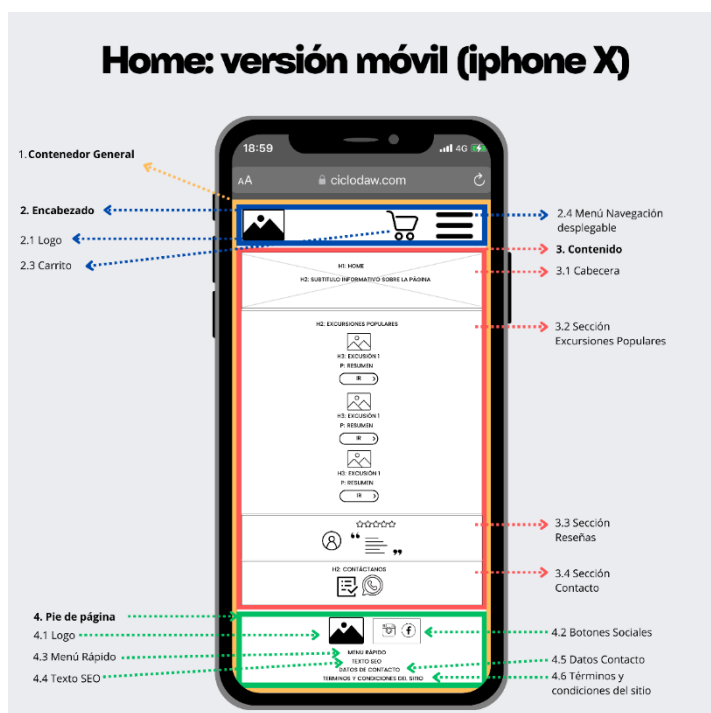 Home: versión móvil (iphone X)
18:59
4G
AA
ciclodaw.com
1. Contenedor General
2. Encabezado
2.1 Logo
2.3 Carrito
2.4 Menú Navegación
desplegable
3. Contenido
3.1 Cabecera
H1: HOME
H2: SUBTITULO INFORMATIVO SOBRE LA PÁGINA
3.2 Sección
Excursiones Populares
H2: EXCURSIONES POPULARES
H3: EXCUSIÓN 1
P: RESUMEN
IR
H3: EXCUSIÓN 1
P: RESUMEN
IR
H3: EXCUSIÓN 1
P: RESUMEN
IR
3.3 Sección
Reseñas
3.4 Sección
Contacto
H2: CONTÁCTANOS
4. Pie de página
4.1 Logo
4.3 Menú Rápido
4.4 Texto SEO
4.2 Botones Sociales
4.5 Datos Contacto
4.6 Términos y
condiciones del sitio
MENU RÁPIDO
TEXTO SEO
DATOS DE CONTACTO
TERMINOS Y CONDICIONES DEL SITIO